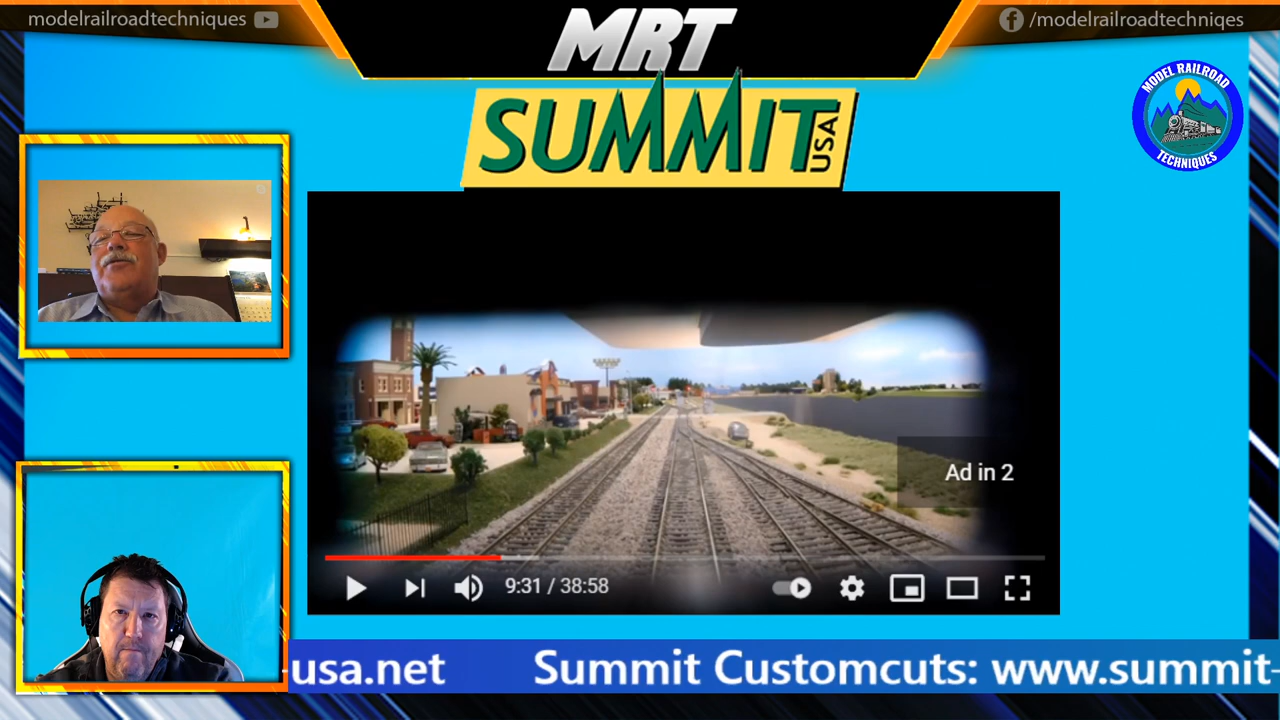 modelrailroadtechniques
MRT
/modelrailroadtechniqes
SUMMIT USA
MODEL RAILROAD
TECHNIQUES
Ad in 2
9:31 / 38:58
-usa.net Summit Customcuts: www.summit-